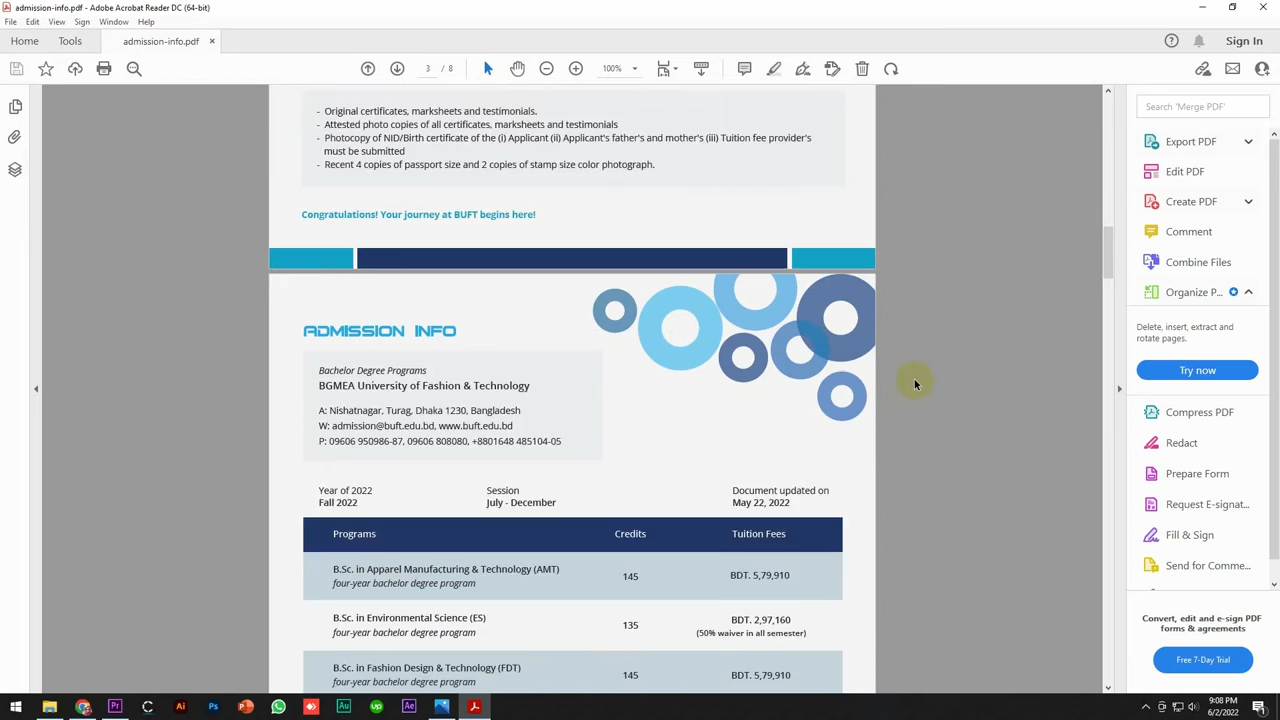 admission-info.pdf - Adobe Acrobat Reader DC (64-bit)
File Edit View Sign Window Help
Home Tools admission-info.pdf × Sign In
3 / 8 100%
- Original certificates, marksheets and testimonials.
- Attested photo copies of all certificates, marksheets and testimonials
- Photocopy of NID/Birth certificate of the (i) Applicant (ii) Applicant's father's and mother's (iii) Tuition fee provider's
must be submitted
- Recent 4 copies of passport size and 2 copies of stamp size color photograph.
Congratulations! Your journey at BUFT begins here!
ADMISSION INFO
Bachelor Degree Programs
BGMEA University of Fashion & Technology
A: Nishatnagar, Turag, Dhaka 1230, Bangladesh
W: admission@buft.edu.bd, www.buft.edu.bd
P: 09606 950986-87, 09606 808080, +8801648 485104-05
Year of 2022 Session Document updated on
Fall 2022 July - December May 22, 2022
Programs Credits Tuition Fees
B.Sc. in Apparel Manufacturing & Technology (AMT)
four-year bachelor degree program
145 BDT. 5,79,910
B.Sc. in Environmental Science (ES)
four-year bachelor degree program
135 BDT. 2,97,160
(50% waiver in all semester)
B.Sc. in Fashion Design & Technology (FDT)
four-year bachelor degree program
145 BDT. 5,79,910
Search 'Merge PDF'
Export PDF
Edit PDF
Create PDF
Comment
Combine Files
Organize P...
Delete, insert, extract and
rotate pages.
Try now
Compress PDF
Redact
Prepare Form
Request E-signat...
Fill & Sign
Send for Comme...
Convert, edit and e-sign PDF
forms & agreements
Free 7-Day Trial
Pr C Ai Ps P Au up Ae
9:08 PM
6/2/2022
1